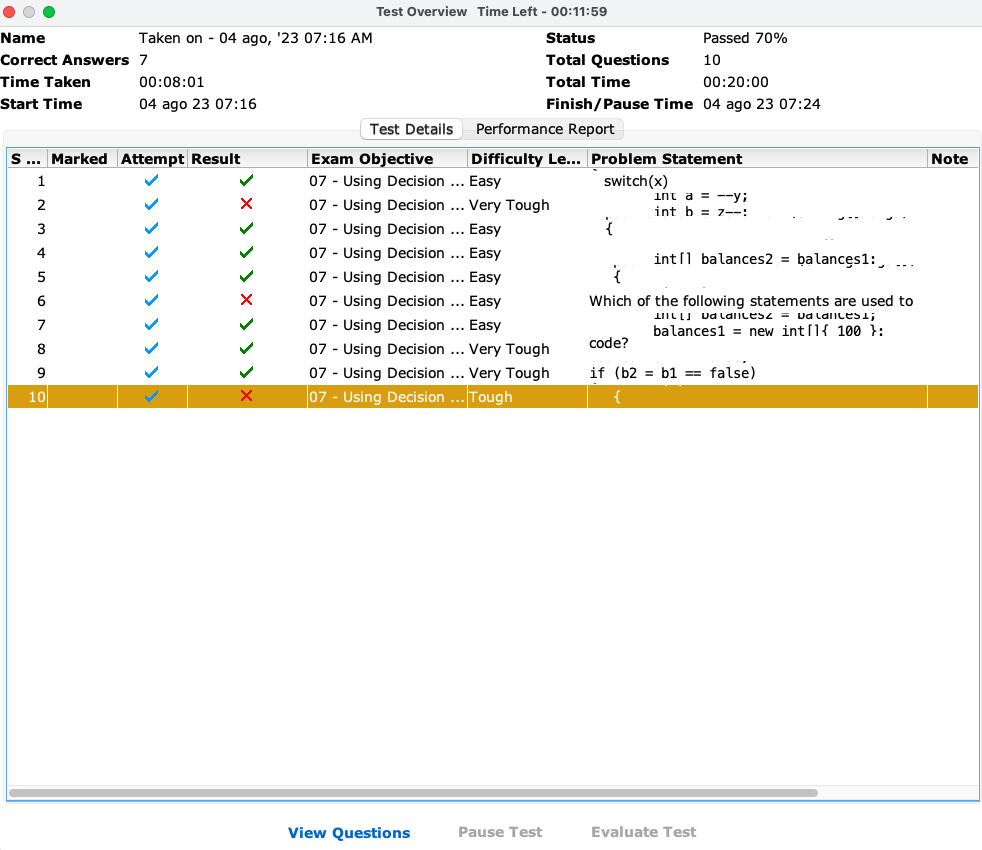 Test Overview Time Left - 00:11:59
Name Taken on - 04 ago, '23 07:16 AM Status Passed 70%
Correct Answers 7 Total Questions 10
Time Taken 00:08:01 Total Time 00:20:00
Start Time 04 ago 23 07:16 Finish/Pause Time 04 ago 23 07:24
Test Details Performance Report
S ... Marked Attempt Result Exam Objective Difficulty Le... Problem Statement Note
1 07 - Using Decision ... Easy switch(x)
2 07 - Using Decision ... Very Tough int a = --y;
int b = z--;
3 07 - Using Decision ... Easy {
4 07 - Using Decision ... Easy int[] balances2 = balances1;
5 07 - Using Decision ... Easy {
6 07 - Using Decision ... Easy Which of the following statements are used to
7 07 - Using Decision ... Easy int[] balances2 = balances1;
balances1 = new int[]{ 100 };
8 07 - Using Decision ... Very Tough code?
9 07 - Using Decision ... Very Tough if (b2 = b1 == false)
10 07 - Using Decision ... Tough {
View Questions Pause Test Evaluate Test